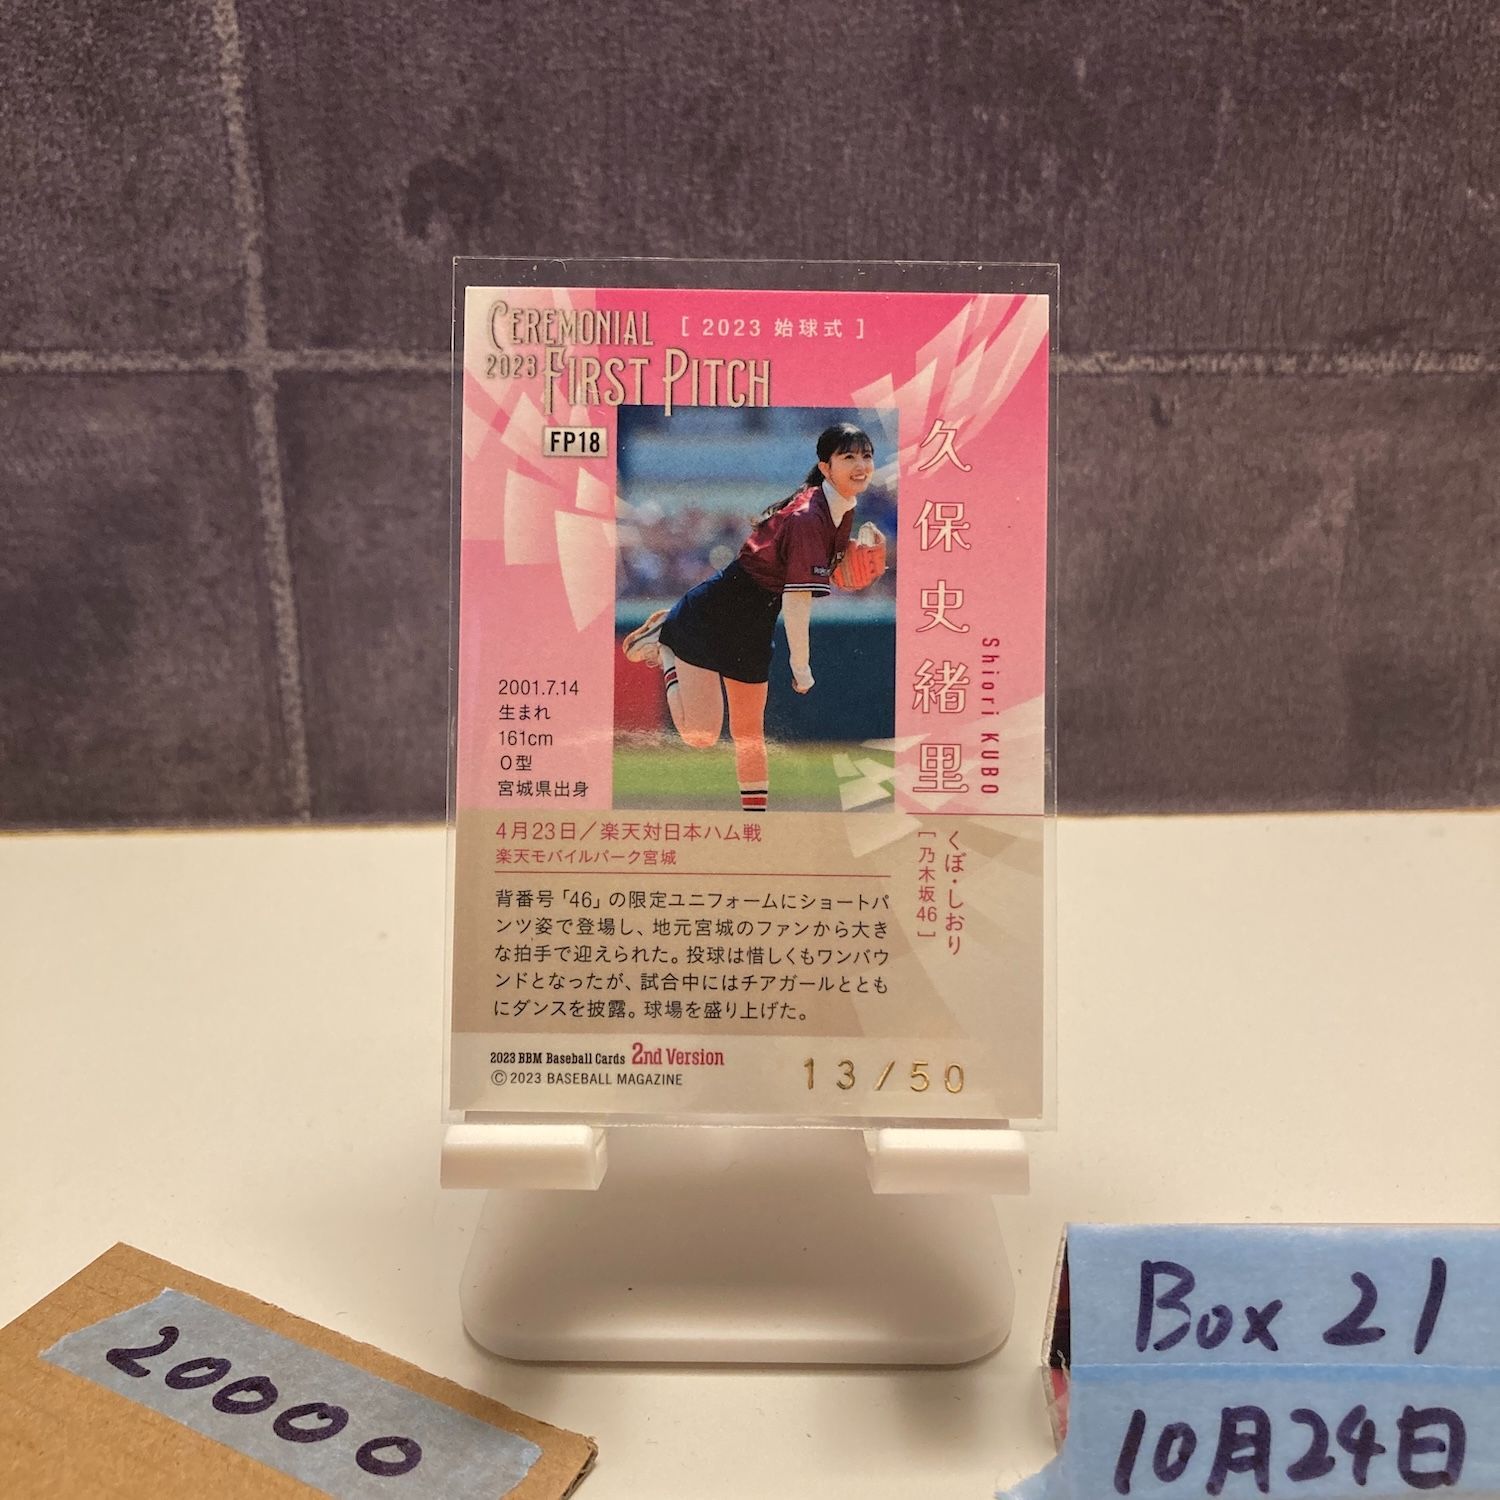 CEREMONIAL [ 2023 始球式 ]
2023 FIRST PITCH
FP18
久保史緒里
Shiori KUBO
くぼ・しおり
[乃木坂46]
2001.7.14
生まれ
161cm
O型
宮城県出身
4月23日／楽天対日本ハム戦
楽天モバイルパーク宮城
背番号「46」の限定ユニフォームにショートパ
ンツ姿で登場し、地元宮城のファンから大き
な拍手で迎えられた。投球は惜しくもワンバウ
ンドとなったが、試合中にはチアガールととも
にダンスを披露。球場を盛り上げた。
2023 BBM Baseball Cards 2nd Version
© 2023 BASEBALL MAGAZINE
13/50
20000
Box 21
10月24日